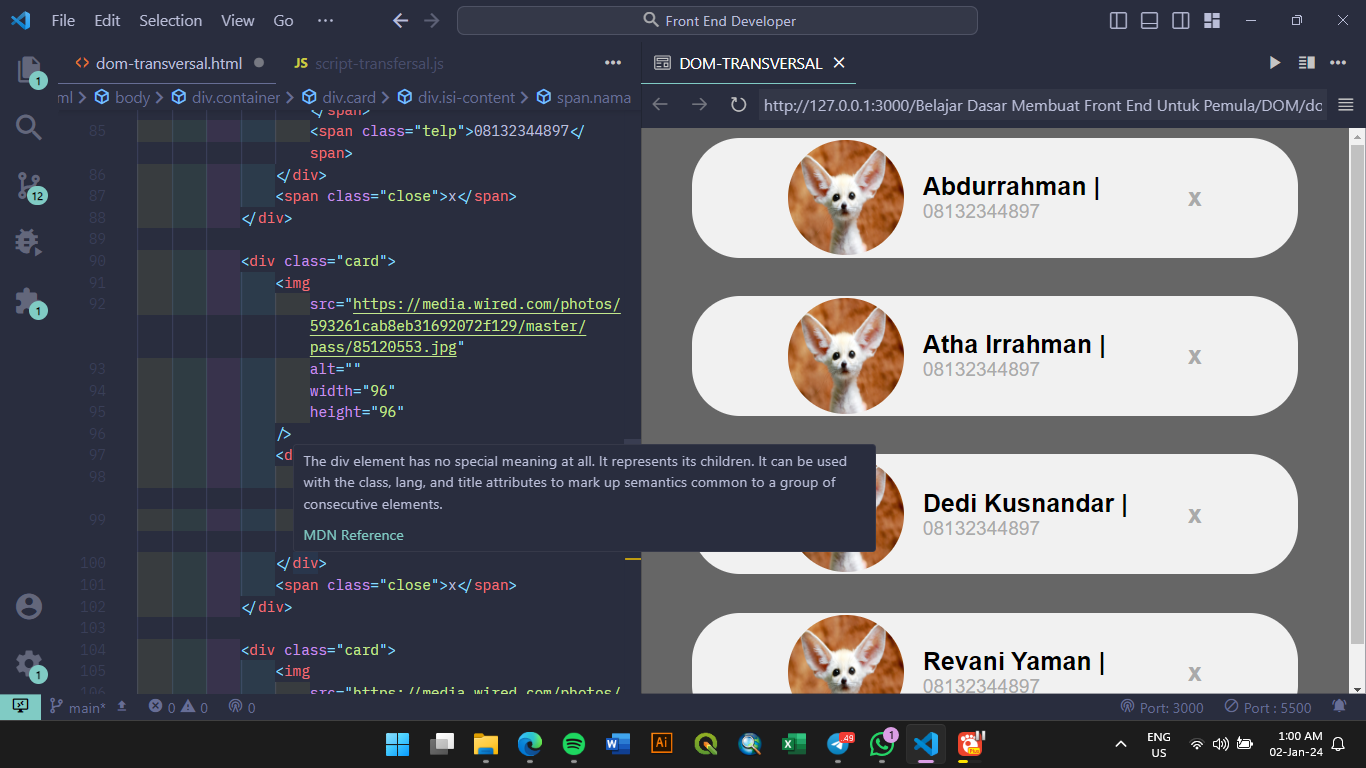 File Edit Selection View Go ··· Front End Developer
dom-transversal.html JS script-transfersal.js ···
DOM-TRANSVERSAL
ml > body > div.container > div.card > div.isi-content > span.nama
http://127.0.0.1:3000/Belajar Dasar Membuat Front End Untuk Pemula/DOM/do
</span>
85 <span class="telp">08132344897</
span>
86 </div>
87 <span class="close">x</span>
88 </div>
89
90 <div class="card">
91 <img
92 src="https://media.wired.com/photos/
593261cab8eb31692072f129/master/
pass/85120553.jpg"
93 alt=""
94 width="96"
95 height="96"
96 />
97 <d
98
99
100 </div>
101 <span class="close">x</span>
102 </div>
103
104 <div class="card">
105 <img
106 src="https://media.wired.com/photos/
The div element has no special meaning at all. It represents its children. It can be used
with the class, lang, and title attributes to mark up semantics common to a group of
consecutive elements.
MDN Reference
Abdurrahman |
08132344897
x
Atha Irrahman |
08132344897
x
Dedi Kusnandar |
08132344897
x
Revani Yaman |
08132344897
x
1
12
1
1
main* 0 0 0 Port: 3000 Port : 5500
W Ai .49 1
ENG
US
1:00 AM
02-Jan-24